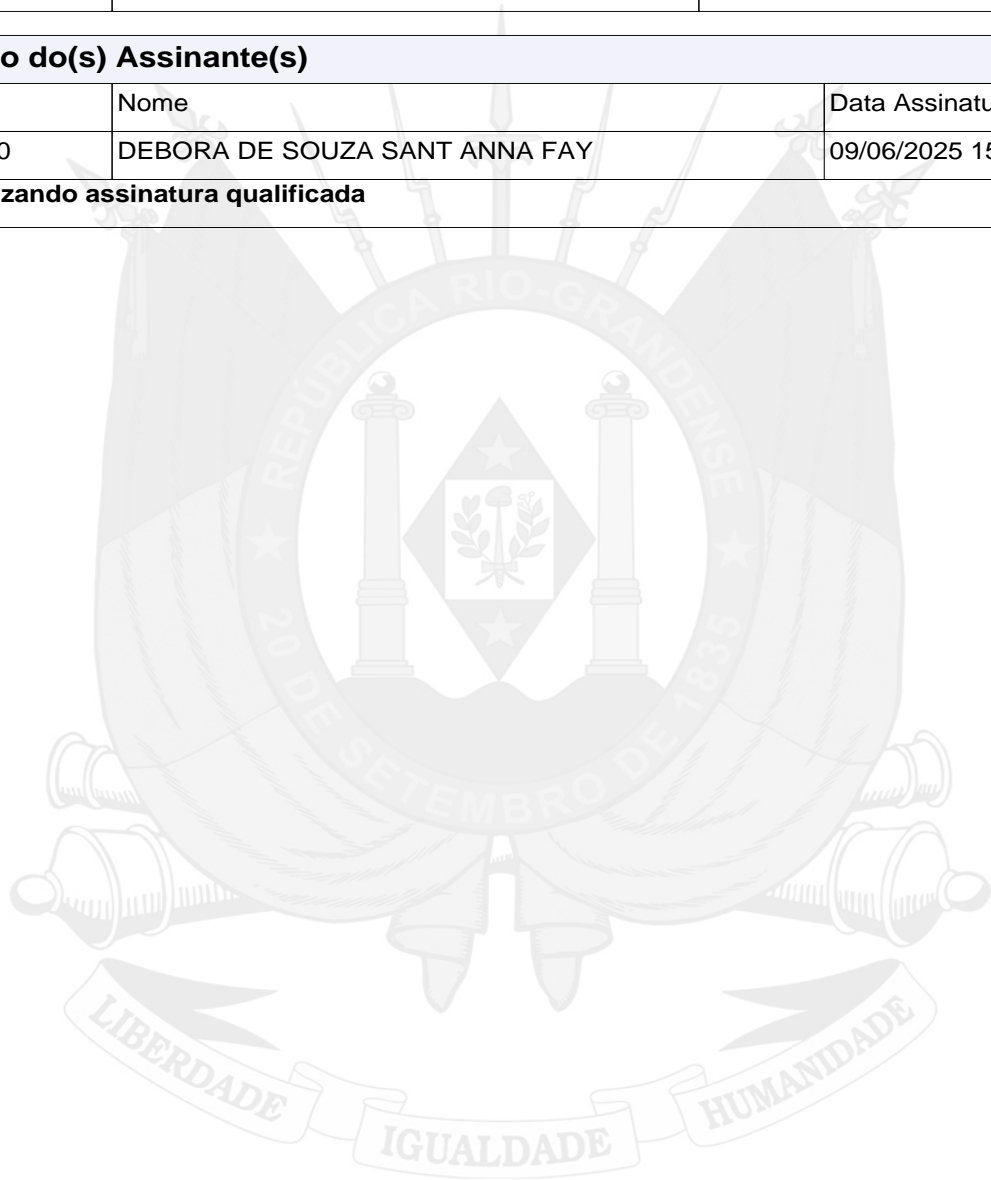 o do(s) Assinante(s)
Nome Data Assinatu
0 DEBORA DE SOUZA SANT ANNA FAY 09/06/2025 15
zando assinatura qualificada
REPÚBLICA RIO-GRANDENSE
20 DE SETEMBRO DE 1835
LIBERDADE IGUALDADE HUMANIDADE